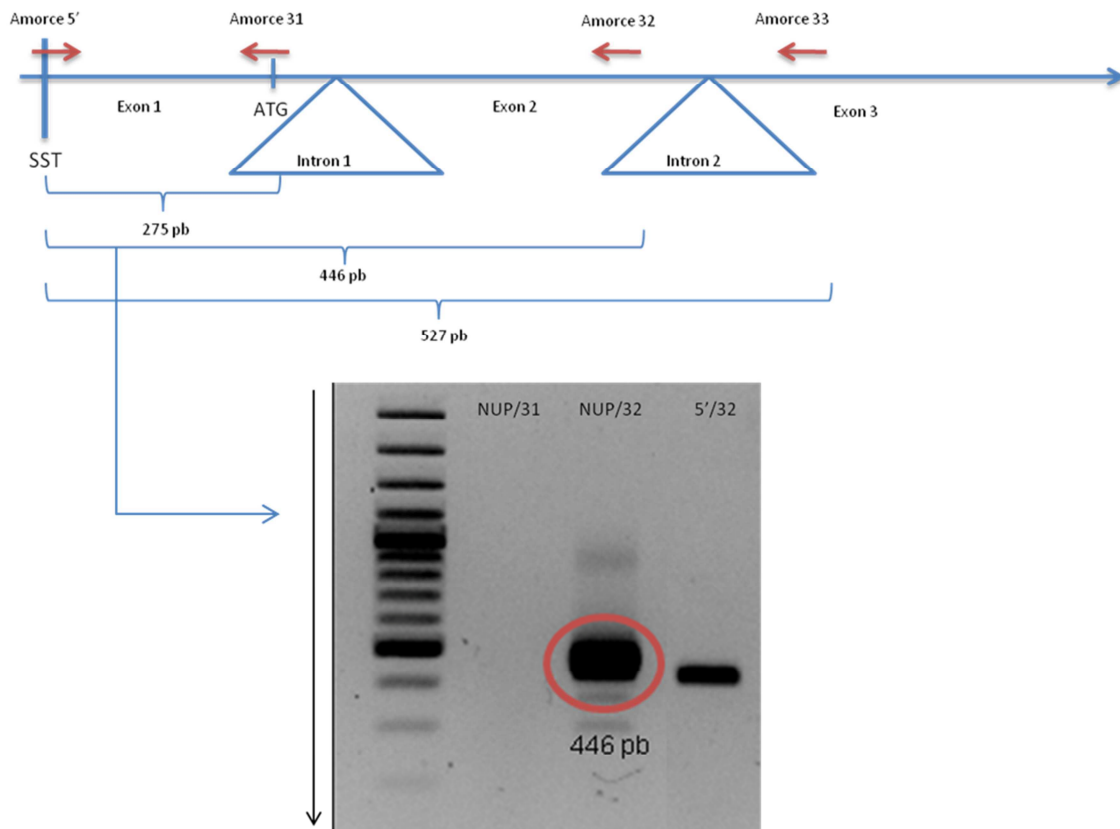 Amorce 5’
Amorce 31
Amorce 32
Amorce 33
Exon 1
ATG
Exon 2
Exon 3
SST
Intron 1
Intron 2
275 pb
446 pb
527 pb
NUP/31
NUP/32
5’/32
446 pb